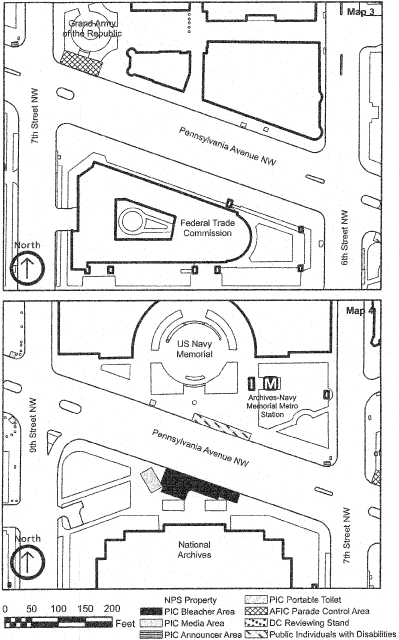 Map 3
Grand Army
of the Republic
7th Street NW
Pennsylvania Avenue NW
Federal Trade
Commission
6th Street NW
North
Map 4
US Navy
Memorial
M
Archives-Navy
Memorial Metro
Station
9th Street NW
Pennsylvania Avenue NW
7th Street NW
National
Archives
North
0 50 100 150 200
Feet
NPS Property
PIC Bleacher Area
PIC Media Area
PIC Announcer Area
PIC Portable Toilet
AFIC Parade Control Area
DC Reviewing Stand
Public Individuals with Disabilities